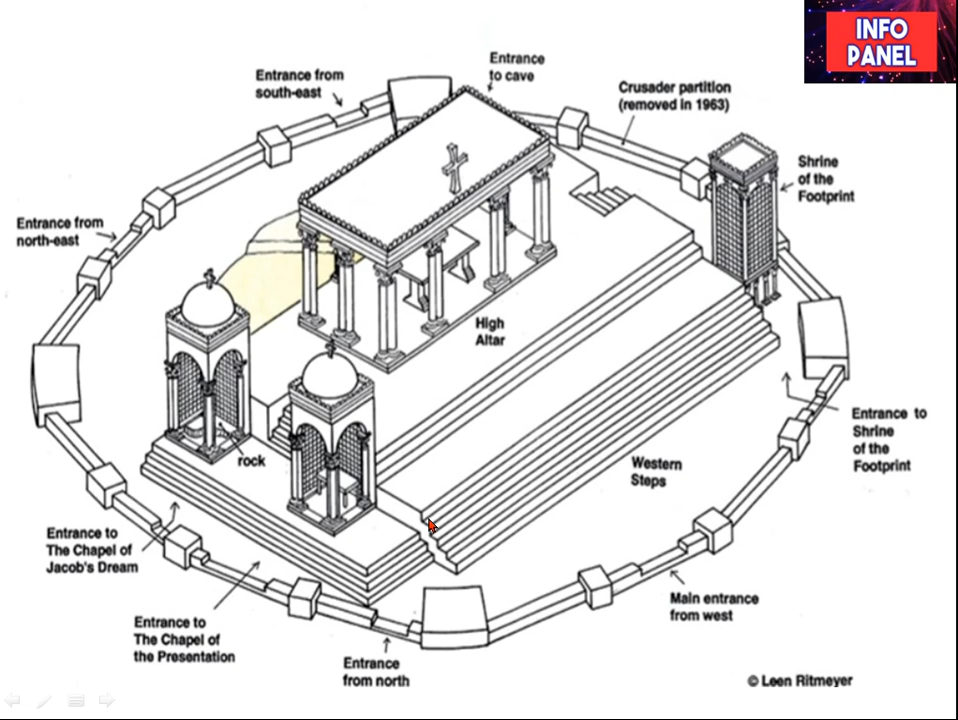 INFO
PANEL
Entrance
to cave
Entrance from
south-east
Crusader partition
(removed in 1963)
Shrine
of the
Footprint
Entrance from
north-east
High
Altar
Entrance to
Shrine
of the
Footprint
rock
Western
Steps
Entrance to
The Chapel of
Jacob's Dream
Main entrance
from west
Entrance to
The Chapel of
the Presentation
Entrance
from north
© Leen Ritmeyer